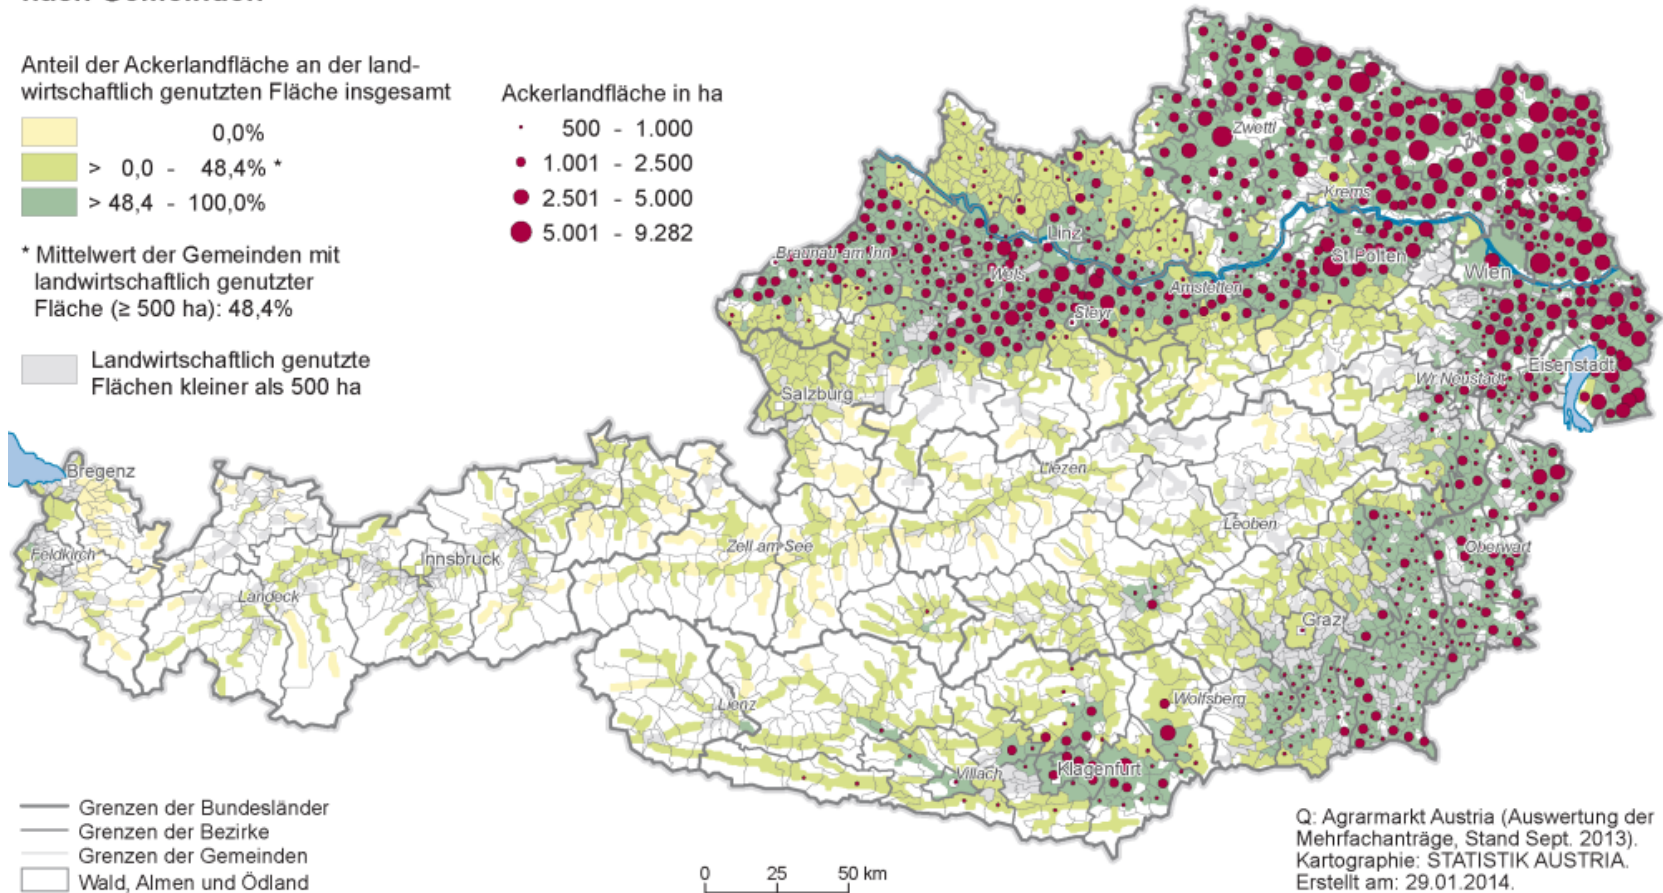 nach Gemeinden
Anteil der Ackerlandfläche an der land-
wirtschaftlich genutzten Fläche insgesamt
0,0%
> 0,0 - 48,4% *
> 48,4 - 100,0%
* Mittelwert der Gemeinden mit
landwirtschaftlich genutzter
Fläche (≥ 500 ha): 48,4%
Landwirtschaftlich genutzte
Flächen kleiner als 500 ha
Ackerlandfläche in ha
500 - 1.000
1.001 - 2.500
2.501 - 5.000
5.001 - 9.282
Zwettl
Krems
Linz
Braunau am Inn
St.Pölten
Wels
Wien
Amstetten
Steyr
Eisenstadt
Wr.Neustadt
Salzburg
Bregenz
Liezen
Leoben
Feldkirch
Innsbruck
Zell am See
Oberwart
Landeck
Graz
Wolfsberg
Lienz
Villach
Klagenfurt
Grenzen der Bundesländer
Grenzen der Bezirke
Grenzen der Gemeinden
Wald, Almen und Ödland
0 25 50 km
Q: Agrarmarkt Austria (Auswertung der
Mehrfachanträge, Stand Sept. 2013).
Kartographie: STATISTIK AUSTRIA.
Erstellt am: 29.01.2014.